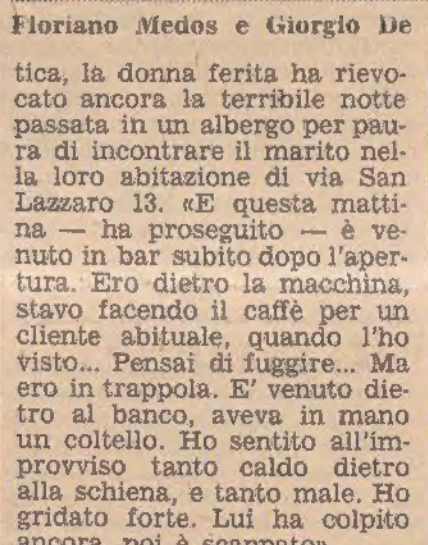 Floriano Medos e Giorgio De
tica, la donna ferita ha rievo-
cato ancora la terribile notte
passata in un albergo per pau-
ra di incontrare il marito nel-
la loro abitazione di via San
Lazzaro 13. «E questa matti-
na — ha proseguito — è ve-
nuto in bar subito dopo l'aper-
tura. Ero dietro la macchina,
stavo facendo il caffè per un
cliente abituale, quando l'ho
visto... Pensai di fuggire... Ma
ero in trappola. E' venuto die-
tro al banco, aveva in mano
un coltello. Ho sentito all'im-
provviso tanto caldo dietro
alla schiena, e tanto male. Ho
gridato forte. Lui ha colpito
ancora, poi è scappato»